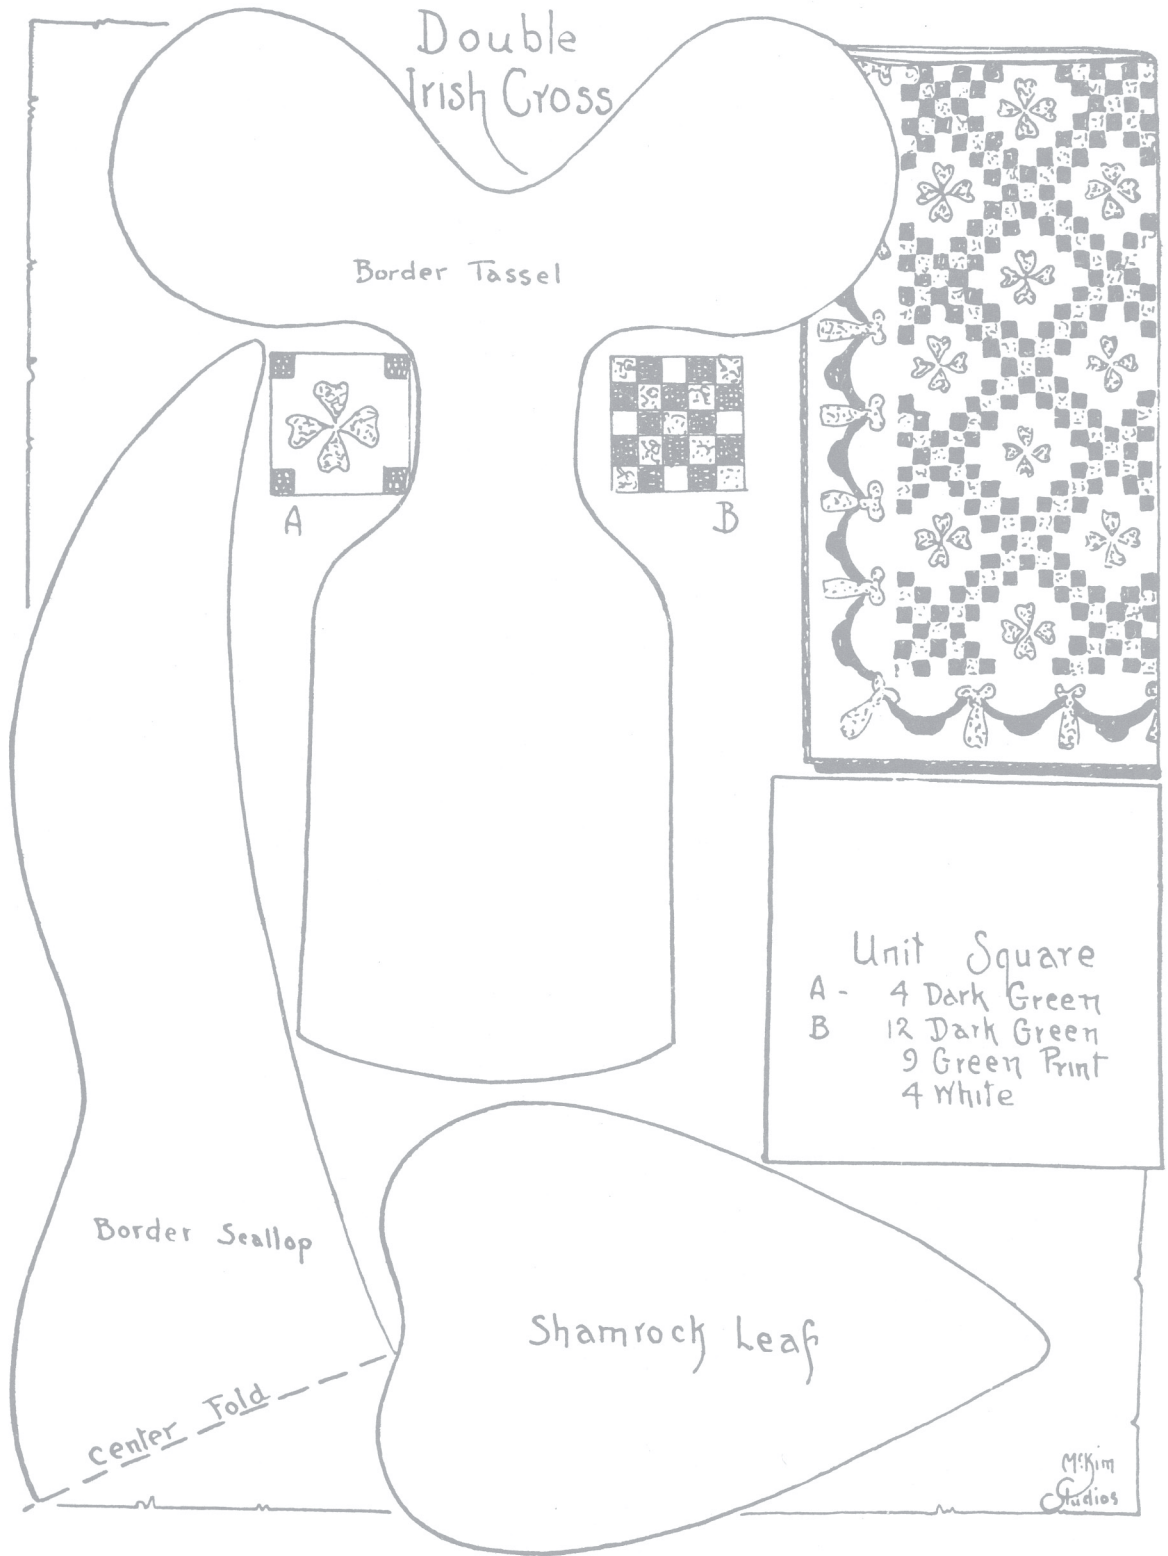 Double
Irish Cross
Border Tassel
A
B
Unit Square
A - 4 Dark Green
B 12 Dark Green
9 Green Print
4 White
Border Scallop
Shamrock Leaf
Center Fold
McKim
Studios